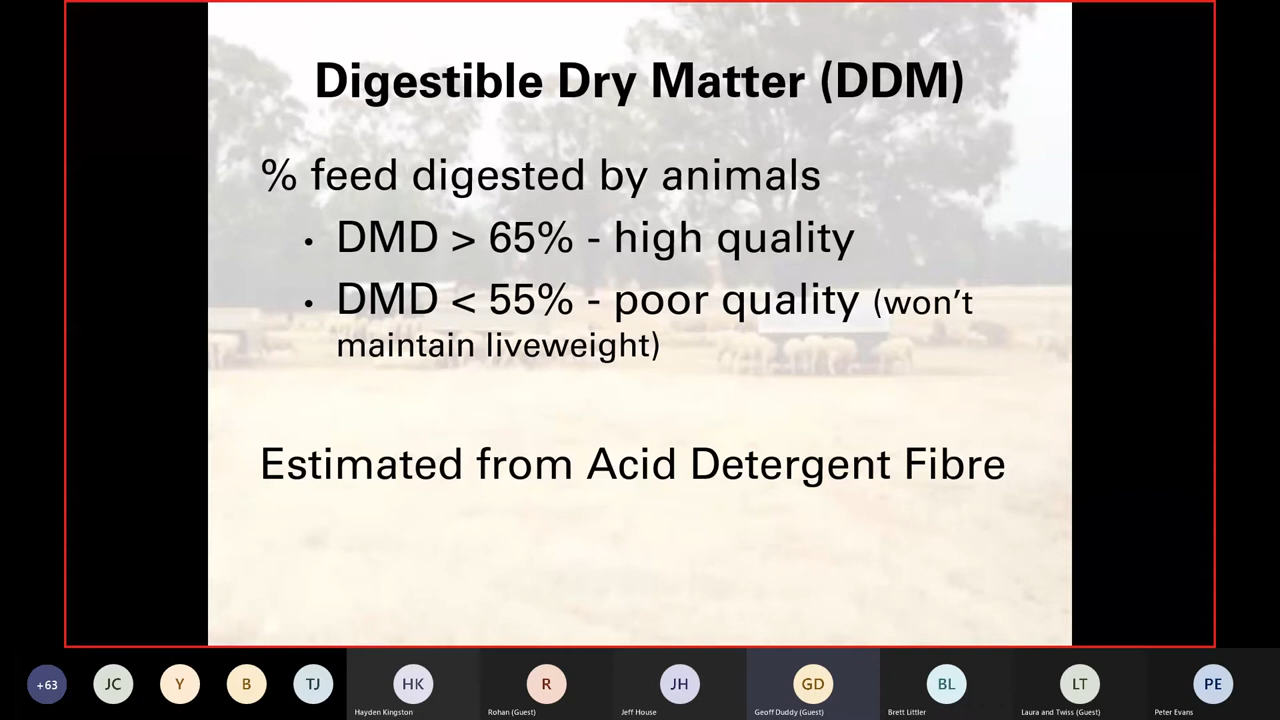 Digestible Dry Matter (DDM)
% feed digested by animals
• DMD > 65% - high quality
• DMD < 55% - poor quality (won't
maintain liveweight)
Estimated from Acid Detergent Fibre
+63 JC Y B TJ HK R JH GD BL LT PE
Hayden Kingston Rohan (Guest) Jeff House Geoff Duddy (Guest) Brett Littler Laura and Twiss (Guest) Peter Evans